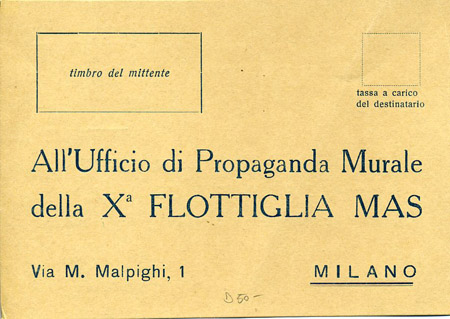 timbro del mittente
tassa a carico
del destinatario
All'Ufficio di Propaganda Murale
della Xª FLOTTIGLIA MAS
Via M. Malpighi, 1
MILANO
D 50-